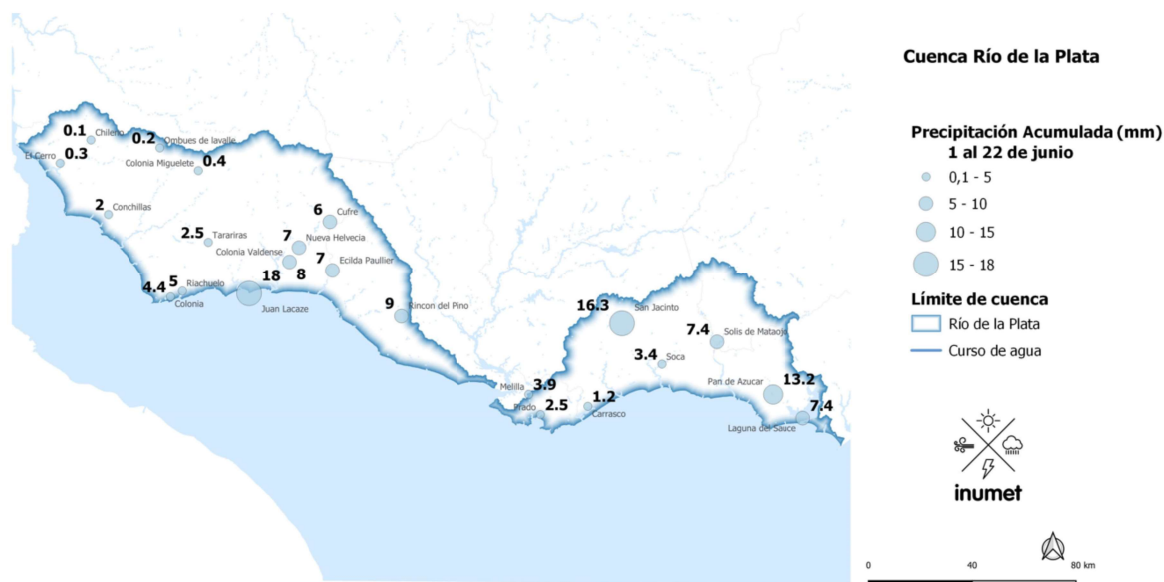 Cuenca Río de la Plata
Precipitación Acumulada (mm)
1 al 22 de junio
0,1 - 5
5 - 10
10 - 15
15 - 18
Límite de cuenca
Río de la Plata
Curso de agua
inumet
0 40 80 km
0.1 Chileno
0.2 Ombues de lavalle
El Cerro 0.3
Colonia Miguelete 0.4
2 Conchillas
6 Cufre
2.5 Tarariras
7 Nueva Helvecia
Colonia Valdense 8
7 Ecilda Paullier
4.4 Colonia
5 Riachuelo
18 Juan Lacaze
9 Rincon del Pino
16.3 San Jacinto
7.4 Solis de Mataojo
3.4 Soca
Pan de Azucar 13.2
Melilla 3.9
Prado 2.5
1.2 Carrasco
Laguna del Sauce 7.4